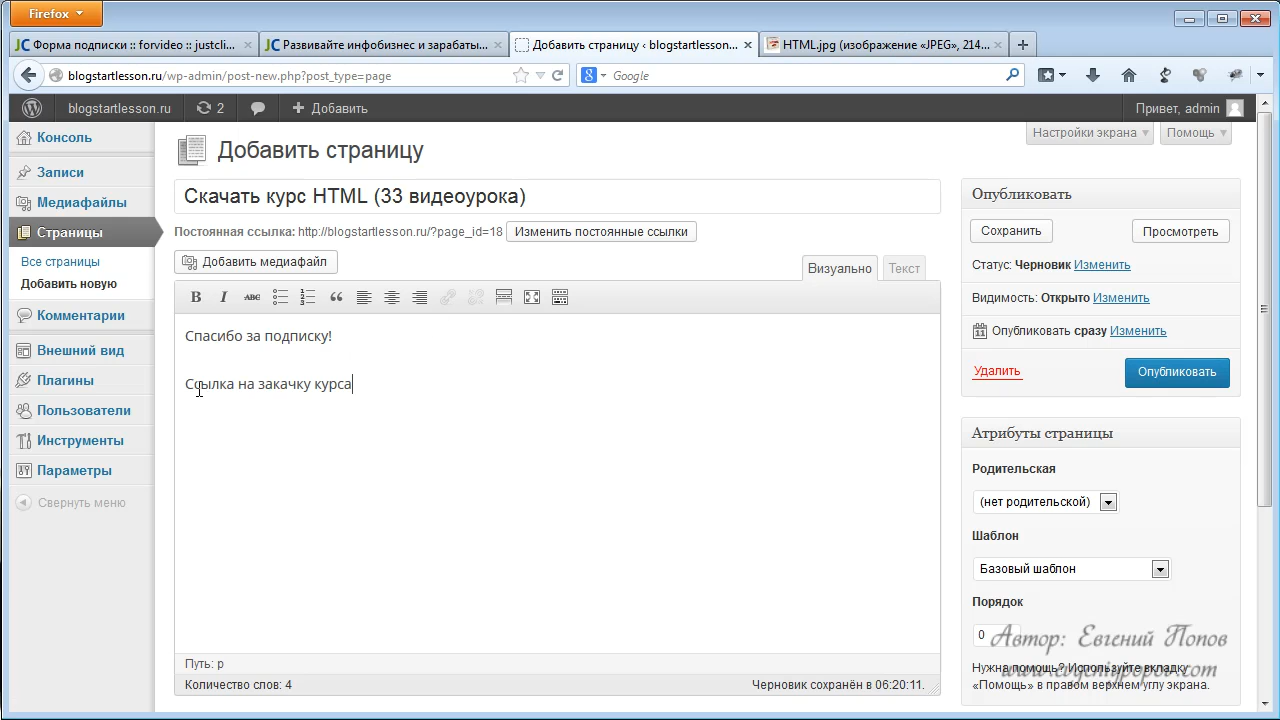 Firefox
Форма подписки :: forvideo :: justcli...
Развивайте инфобизнес и зарабаты...
Добавить страницу ‹ blogstartlesson...
HTML.jpg (изображение «JPEG», 214...
blogstartlesson.ru/wp-admin/post-new.php?post_type=page
Google
blogstartlesson.ru
2
Добавить
Привет, admin
Консоль
Записи
Медиафайлы
Страницы
Все страницы
Добавить новую
Комментарии
Внешний вид
Плагины
Пользователи
Инструменты
Параметры
Свернуть меню
Настройки экрана
Помощь
Добавить страницу
Скачать курс HTML (33 видеоурока)
Постоянная ссылка: http://blogstartlesson.ru/?page_id=18 Изменить постоянные ссылки
Добавить медиафайл
Визуально
Текст
B I ABC
Спасибо за подписку!
Ссылка на закачку курса
Путь: p
Количество слов: 4
Черновик сохранён в 06:20:11.
Опубликовать
Сохранить
Просмотреть
Статус: Черновик Изменить
Видимость: Открыто Изменить
Опубликовать сразу Изменить
Удалить
Опубликовать
Атрибуты страницы
Родительская
(нет родительской)
Шаблон
Базовый шаблон
Порядок
0
Автор: Евгений Попов
Нужна помощь? Используйте вкладку
www.evgeniypopov.com
«Помощь» в правом верхнем углу экрана.